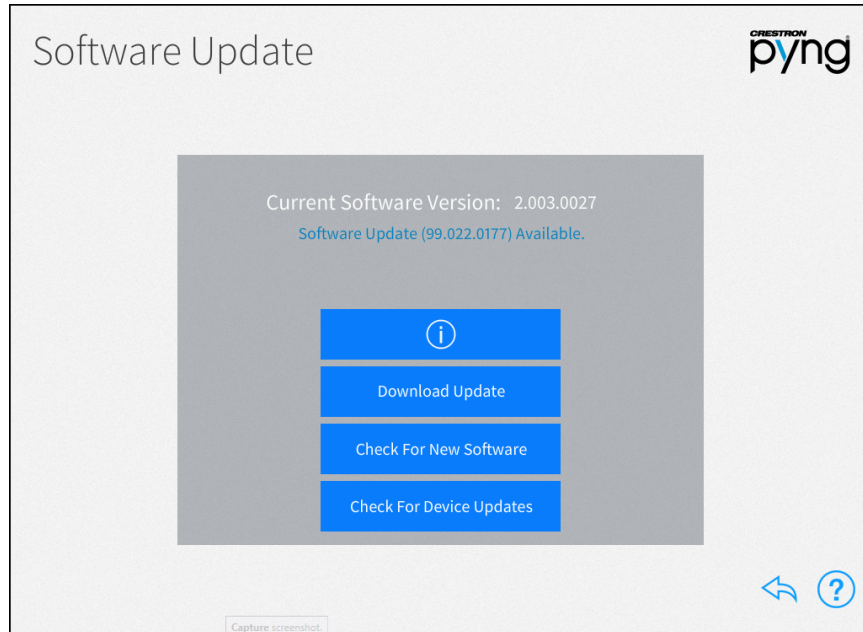 Software Update
CRESTRON
pyng
Current Software Version: 2.003.0027
Software Update (99.022.0177) Available.
i
Download Update
Check For New Software
Check For Device Updates
?
Capture screenshot.